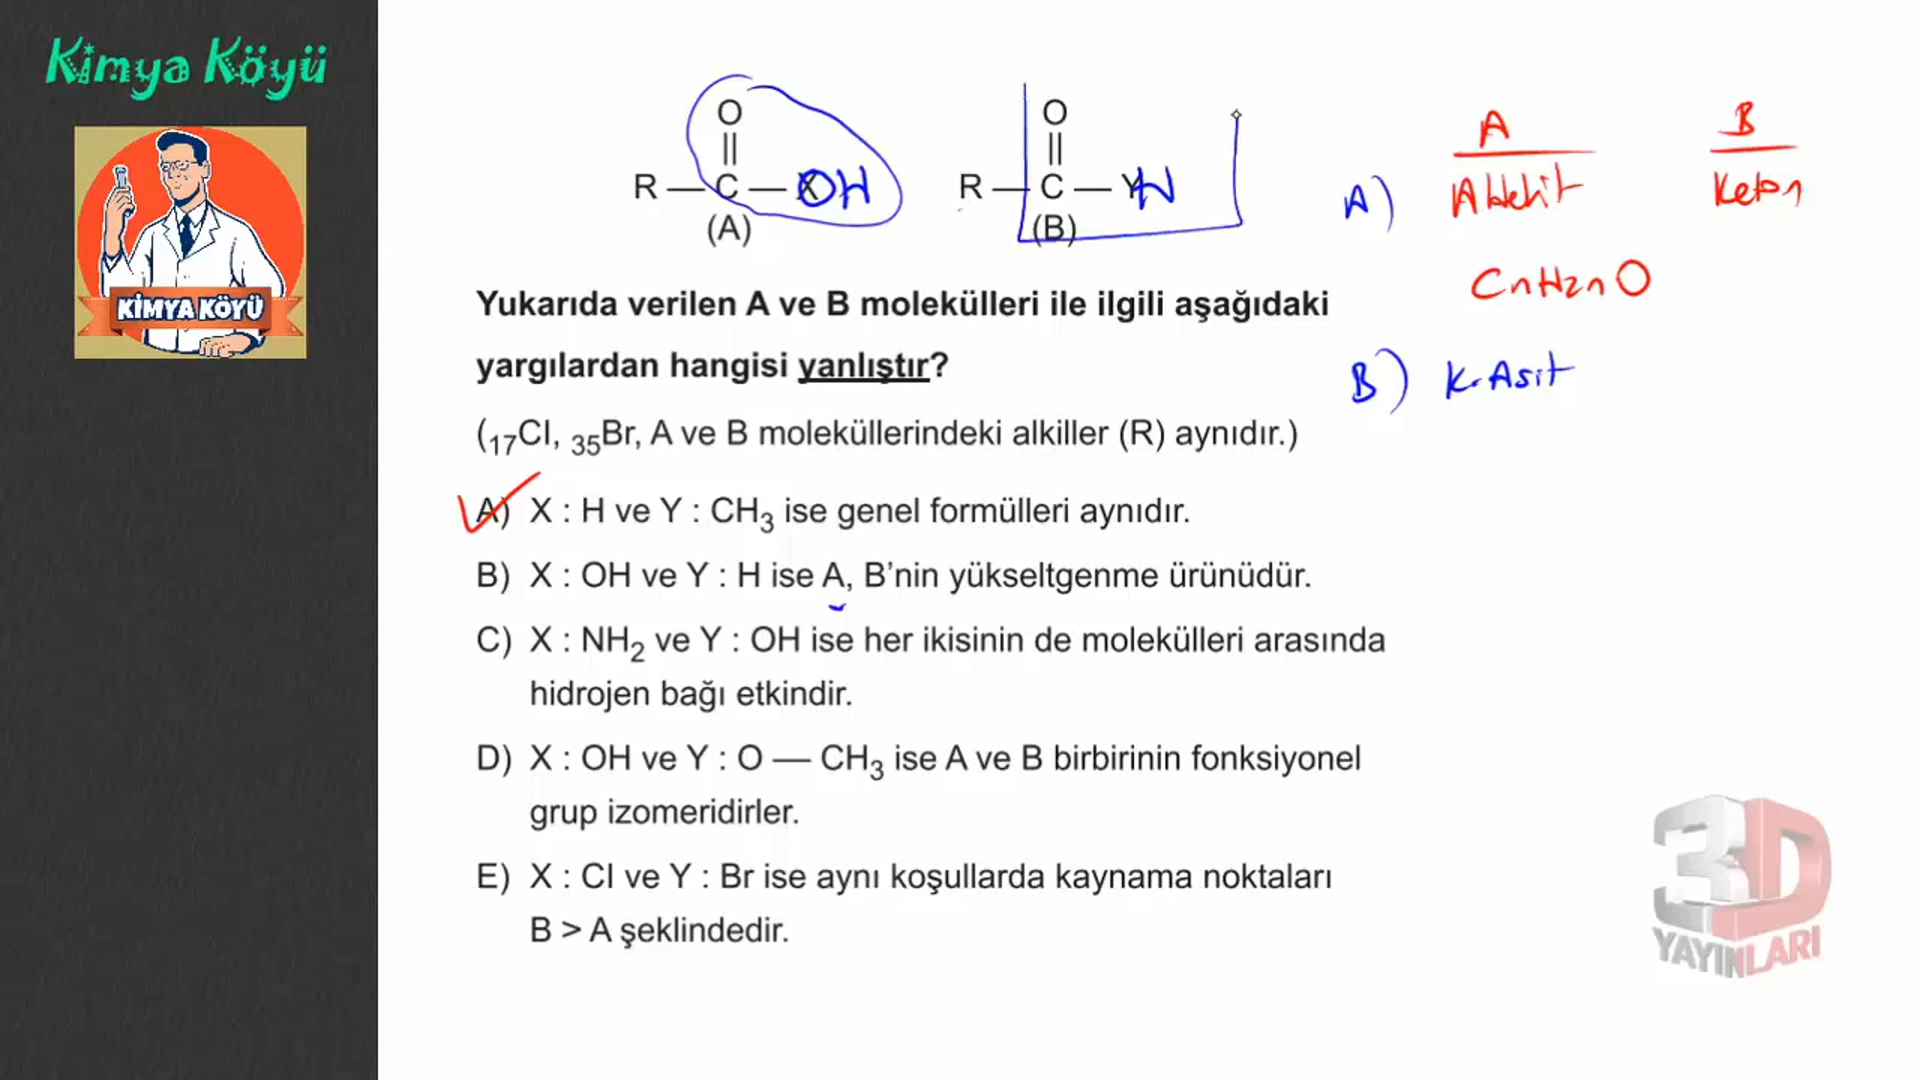 Kimya Köyü
KİMYA KÖYÜ
O
||
R — C — X OH
(A)
O
||
R — C — Y H
(B)
A
B
A) Aldehit
Keton
CnH2nO
B) K.Asit
Yukarıda verilen A ve B molekülleri ile ilgili aşağıdaki
yargılardan hangisi yanlıştır?
(₁₇Cl, ₃₅Br, A ve B moleküllerindeki alkiller (R) aynıdır.)
A) X : H ve Y : CH₃ ise genel formülleri aynıdır.
B) X : OH ve Y : H ise A, B’nin yükseltgenme ürünüdür.
C) X : NH₂ ve Y : OH ise her ikisinin de molekülleri arasında
hidrojen bağı etkindir.
D) X : OH ve Y : O — CH₃ ise A ve B birbirinin fonksiyonel
grup izomeridirler.
E) X : Cl ve Y : Br ise aynı koşullarda kaynama noktaları
B > A şeklindedir.
3D
YAYINLARI